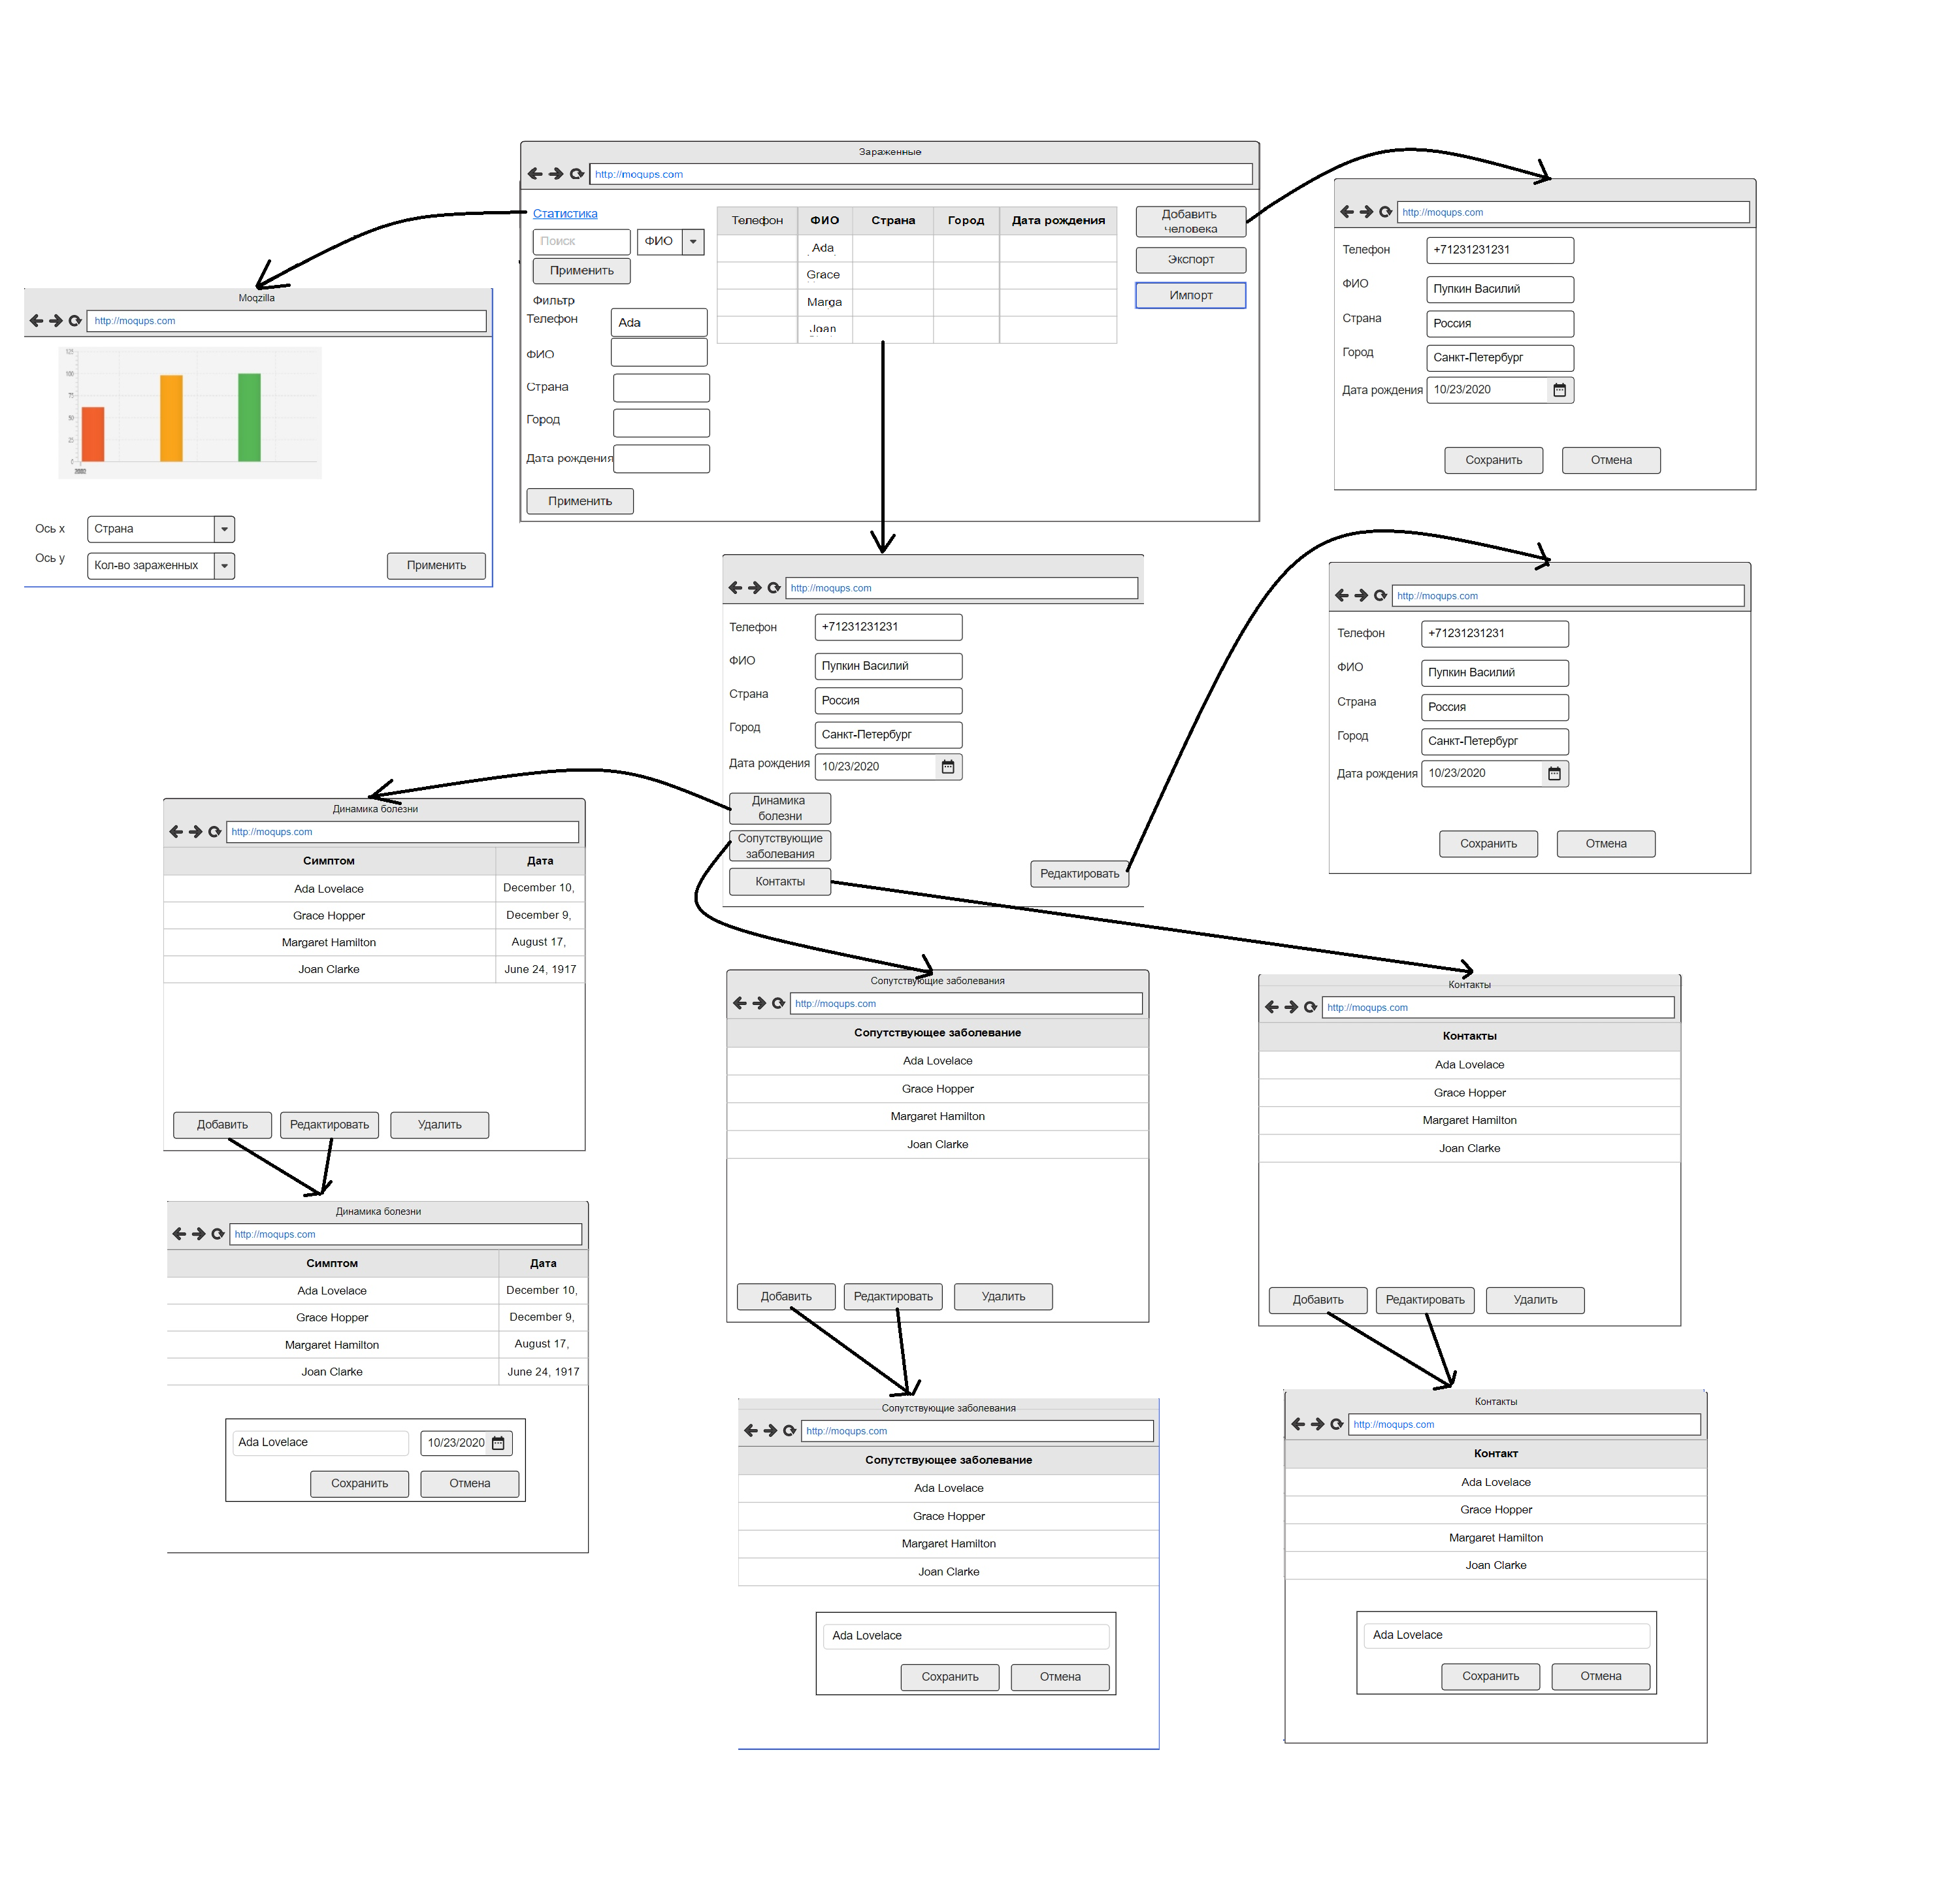 Зараженные
http://moqups.com
Статистика
Поиск
ФИО
Применить
Фильтр
Телефон
Ada
ФИО
Страна
Город
Дата рождения
Применить
Телефон ФИО Страна Город Дата рождения
Ada
Grace
Marga
Joan
Добавить
человека
Экспорт
Импорт
http://moqups.com
Телефон +71231231231
ФИО Пупкин Василий
Страна Россия
Город Санкт-Петербург
Дата рождения 10/23/2020
Сохранить Отмена
Moqzilla
http://moqups.com
125
100
75
50
25
0
Ось x Страна
Ось y Кол-во зараженных
Применить
http://moqups.com
Телефон +71231231231
ФИО Пупкин Василий
Страна Россия
Город Санкт-Петербург
Дата рождения 10/23/2020
Динамика
болезни
Сопутствующие
заболевания
Контакты
Редактировать
http://moqups.com
Телефон +71231231231
ФИО Пупкин Василий
Страна Россия
Город Санкт-Петербург
Дата рождения 10/23/2020
Сохранить Отмена
Динамика болезни
http://moqups.com
Симптом Дата
Ada Lovelace December 10,
Grace Hopper December 9,
Margaret Hamilton August 17,
Joan Clarke June 24, 1917
Добавить Редактировать Удалить
Сопутствующие заболевания
http://moqups.com
Сопутствующее заболевание
Ada Lovelace
Grace Hopper
Margaret Hamilton
Joan Clarke
Добавить Редактировать Удалить
Контакты
http://moqups.com
Контакты
Ada Lovelace
Grace Hopper
Margaret Hamilton
Joan Clarke
Добавить Редактировать Удалить
Динамика болезни
http://moqups.com
Симптом Дата
Ada Lovelace December 10,
Grace Hopper December 9,
Margaret Hamilton August 17,
Joan Clarke June 24, 1917
Ada Lovelace 10/23/2020
Сохранить Отмена
Сопутствующие заболевания
http://moqups.com
Сопутствующее заболевание
Ada Lovelace
Grace Hopper
Margaret Hamilton
Joan Clarke
Ada Lovelace
Сохранить Отмена
Контакты
http://moqups.com
Контакт
Ada Lovelace
Grace Hopper
Margaret Hamilton
Joan Clarke
Ada Lovelace
Сохранить Отмена